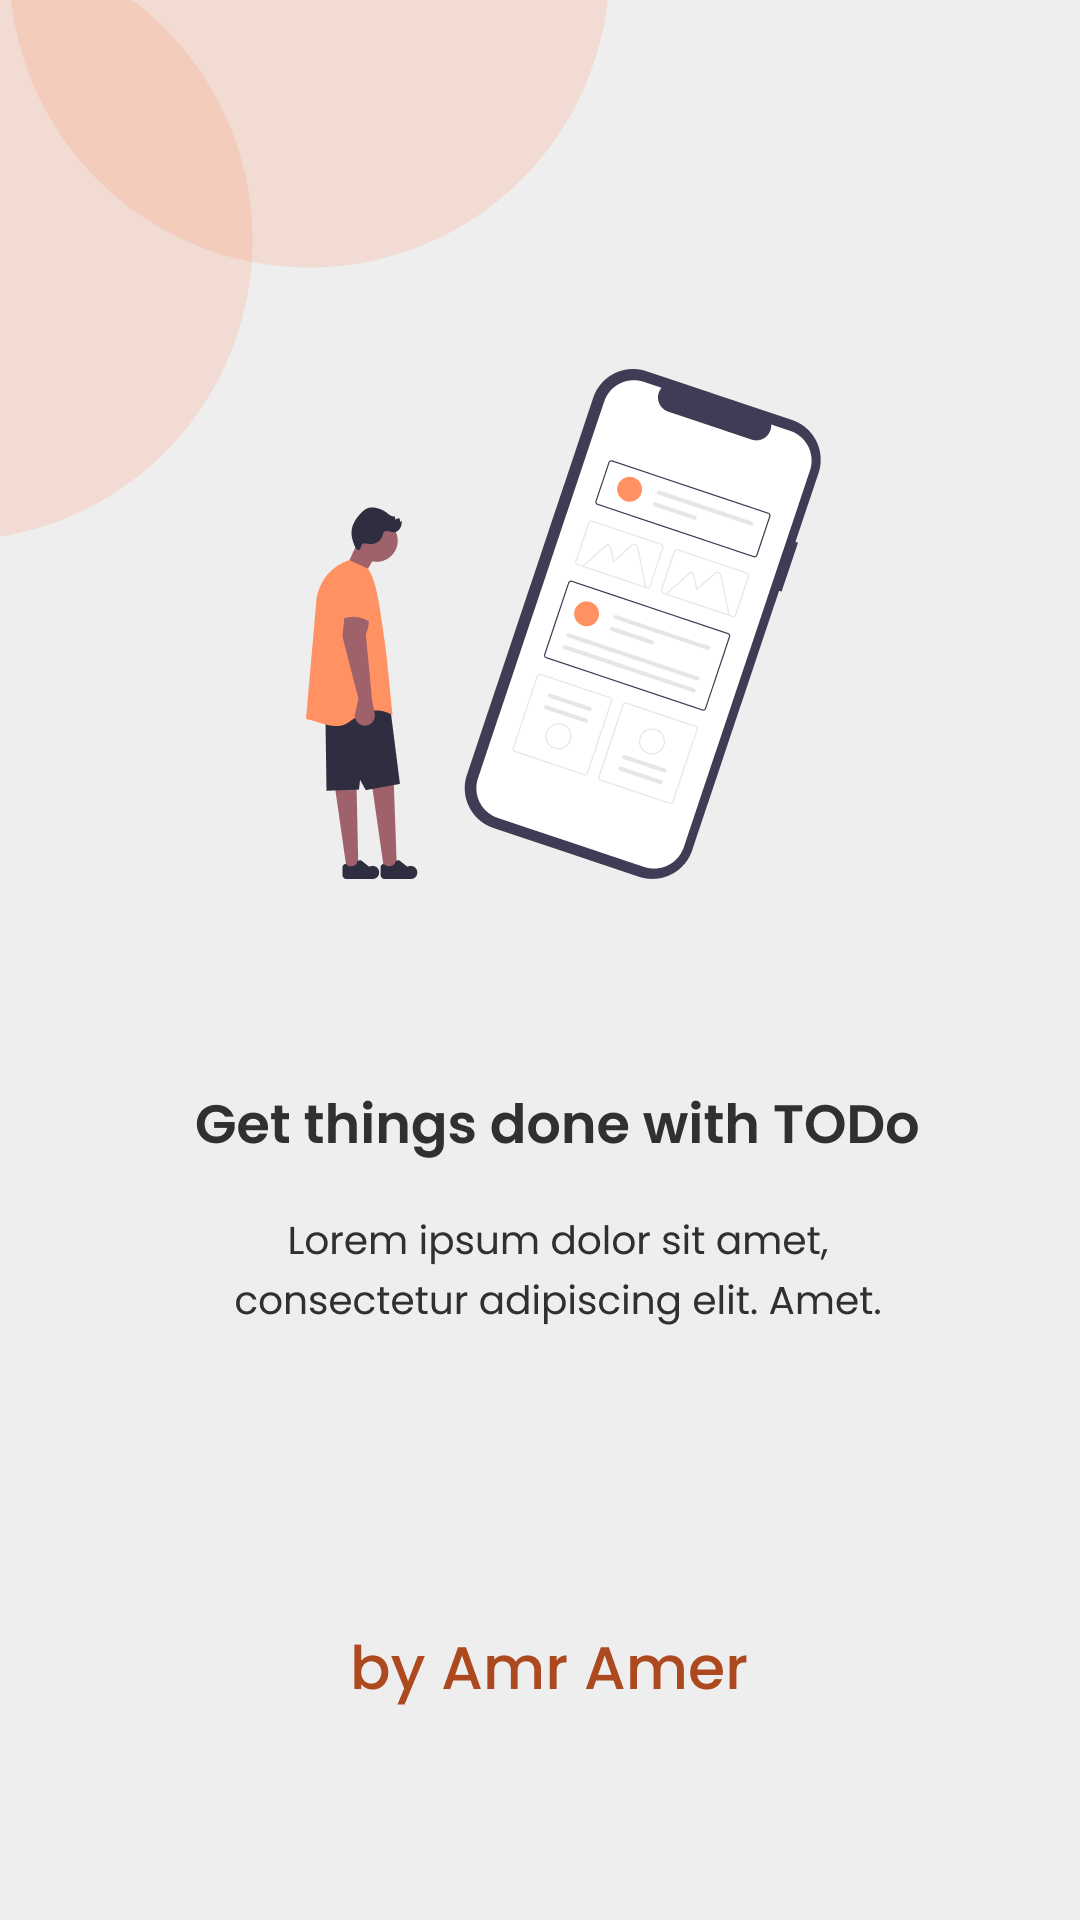 Get things done with TODo
Lorem ipsum dolor sit amet,
consectetur adipiscing elit. Amet.
by Amr Amer